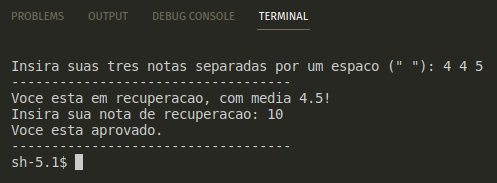 PROBLEMS OUTPUT DEBUG CONSOLE TERMINAL
Insira suas tres notas separadas por um espaco (" "): 4 4 5
----------------------------------
Voce esta em recuperacao, com media 4.5!
Insira sua nota de recuperacao: 10
Voce esta aprovado.
----------------------------------
sh-5.1$